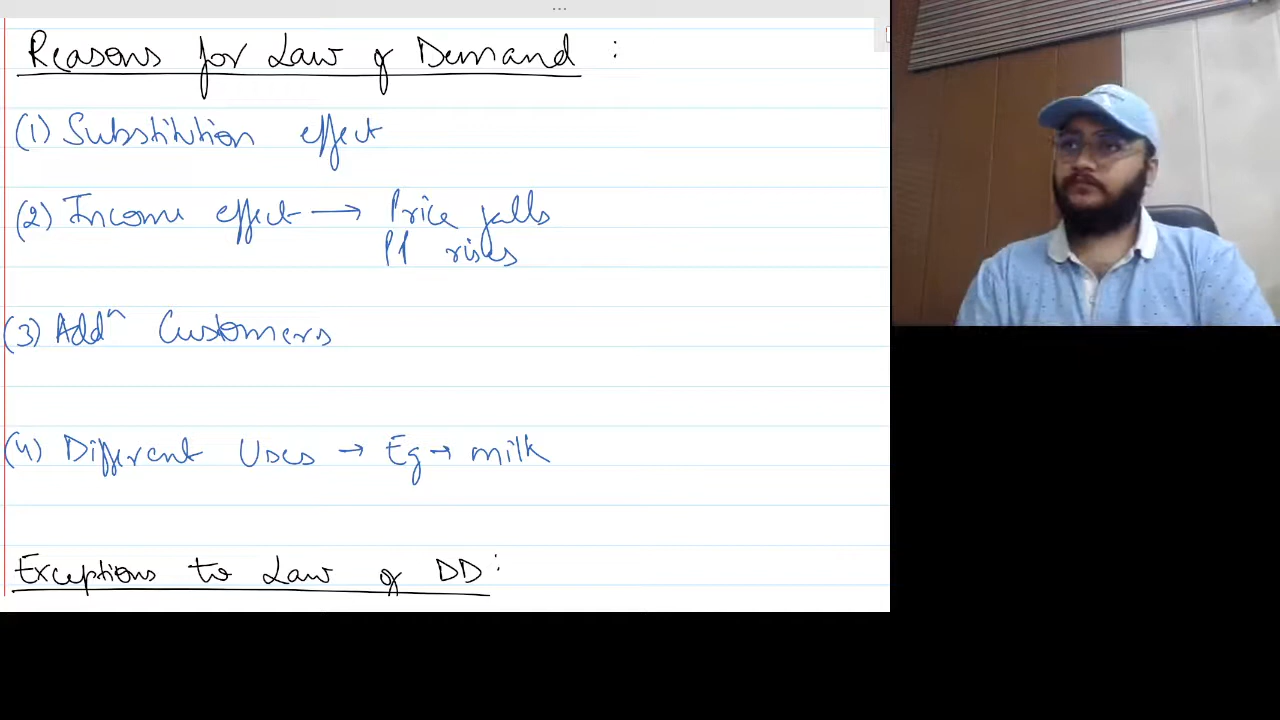 Reasons for Law of Demand :
(1) Substitution effect
(2) Income effect → Price falls
PP rises
(3) Addⁿ Customers
(4) Different Uses → Eg → milk
Exceptions to Law of DD :